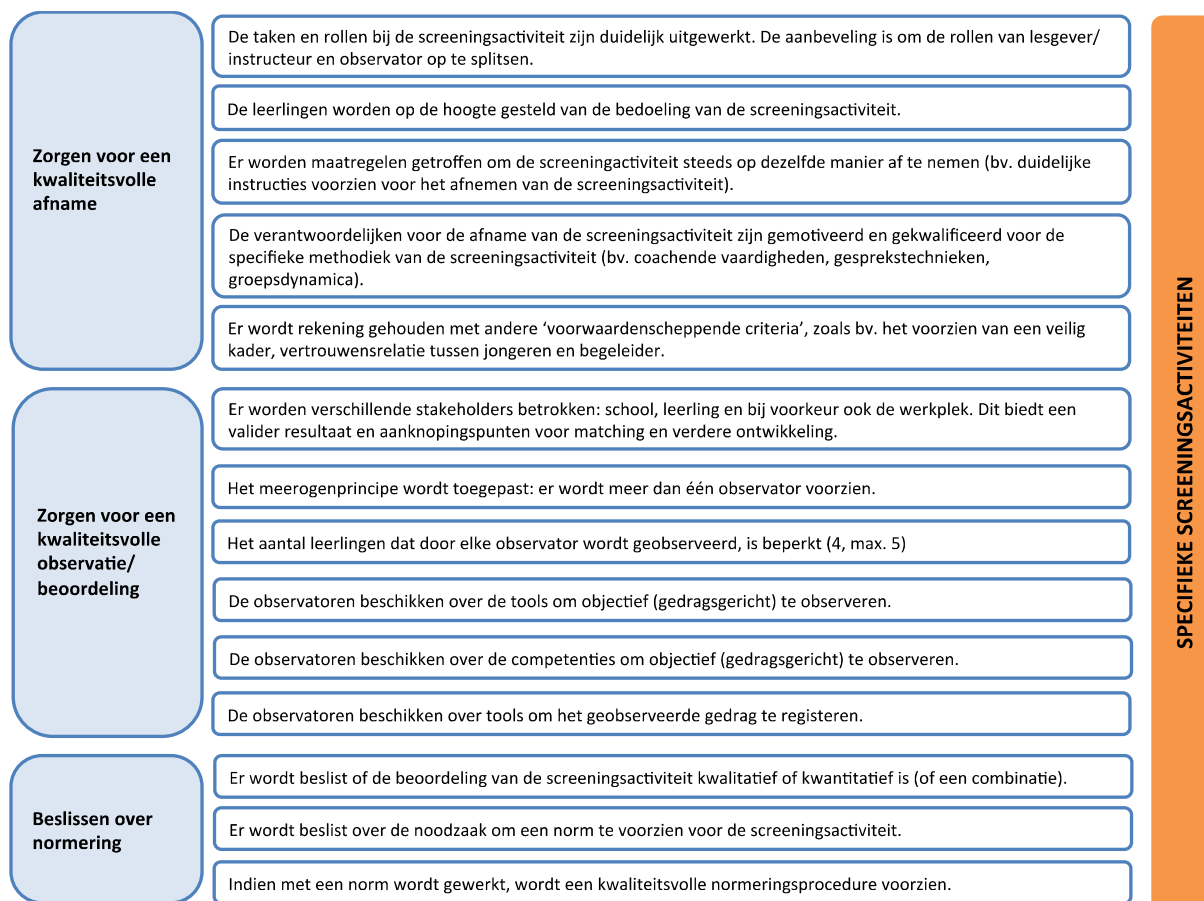 Zorgen voor een
kwaliteitsvolle
afname
De taken en rollen bij de screeningsactiviteit zijn duidelijk uitgewerkt. De aanbeveling is om de rollen van lesgever/
instructeur en observator op te splitsen.
De leerlingen worden op de hoogte gesteld van de bedoeling van de screeningsactiviteit.
Er worden maatregelen getroffen om de screeningactiviteit steeds op dezelfde manier af te nemen (bv. duidelijke
instructies voorzien voor het afnemen van de screeningsactiviteit).
De verantwoordelijken voor de afname van de screeningsactiviteit zijn gemotiveerd en gekwalificeerd voor de
specifieke methodiek van de screeningsactiviteit (bv. coachende vaardigheden, gesprekstechnieken,
groepsdynamica).
Er wordt rekening gehouden met andere ‘voorwaardenscheppende criteria’, zoals bv. het voorzien van een veilig
kader, vertrouwensrelatie tussen jongeren en begeleider.
Zorgen voor een
kwaliteitsvolle
observatie/
beoordeling
Er worden verschillende stakeholders betrokken: school, leerling en bij voorkeur ook de werkplek. Dit biedt een
valider resultaat en aanknopingspunten voor matching en verdere ontwikkeling.
Het meerogenprincipe wordt toegepast: er wordt meer dan één observator voorzien.
Het aantal leerlingen dat door elke observator wordt geobserveerd, is beperkt (4, max. 5)
De observatoren beschikken over de tools om objectief (gedragsgericht) te observeren.
De observatoren beschikken over de competenties om objectief (gedragsgericht) te observeren.
De observatoren beschikken over tools om het geobserveerde gedrag te registeren.
Beslissen over
normering
Er wordt beslist of de beoordeling van de screeningsactiviteit kwalitatief of kwantitatief is (of een combinatie).
Er wordt beslist over de noodzaak om een norm te voorzien voor de screeningsactiviteit.
Indien met een norm wordt gewerkt, wordt een kwaliteitsvolle normeringsprocedure voorzien.
SPECIFIEKE SCREENINGSACTIVITEITEN